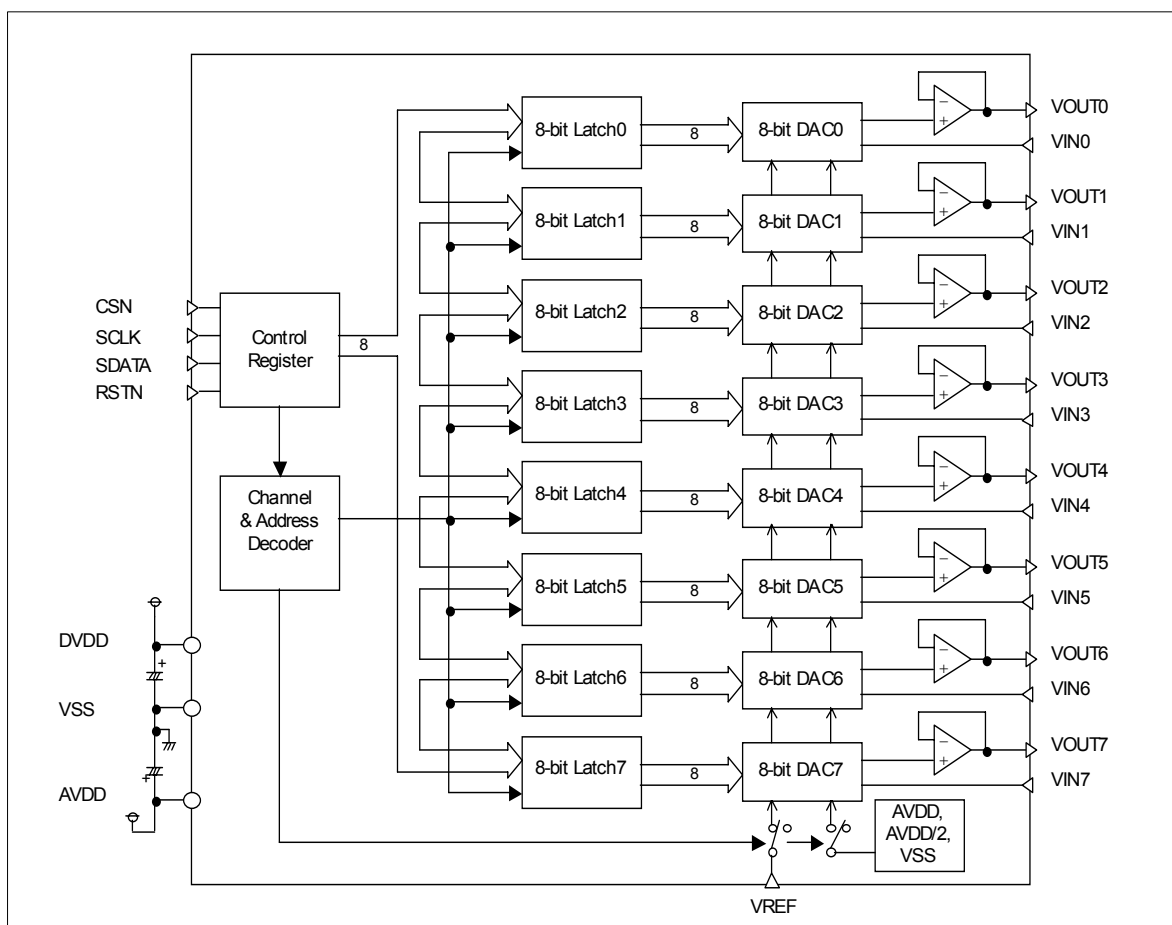 8-bit Latch0
8
8-bit DAC0
−
+
VOUT0
VIN0
8-bit Latch1
8
8-bit DAC1
−
+
VOUT1
VIN1
8-bit Latch2
8
8-bit DAC2
−
+
VOUT2
VIN2
CSN
SCLK
SDATA
RSTN
Control
Register
8
8-bit Latch3
8
8-bit DAC3
−
+
VOUT3
VIN3
Channel
& Address
Decoder
8-bit Latch4
8
8-bit DAC4
−
+
VOUT4
VIN4
8-bit Latch5
8
8-bit DAC5
−
+
VOUT5
VIN5
DVDD
+
VSS
+
AVDD
8-bit Latch6
8
8-bit DAC6
−
+
VOUT6
VIN6
8-bit Latch7
8
8-bit DAC7
−
+
VOUT7
VIN7
AVDD,
AVDD/2,
VSS
VREF